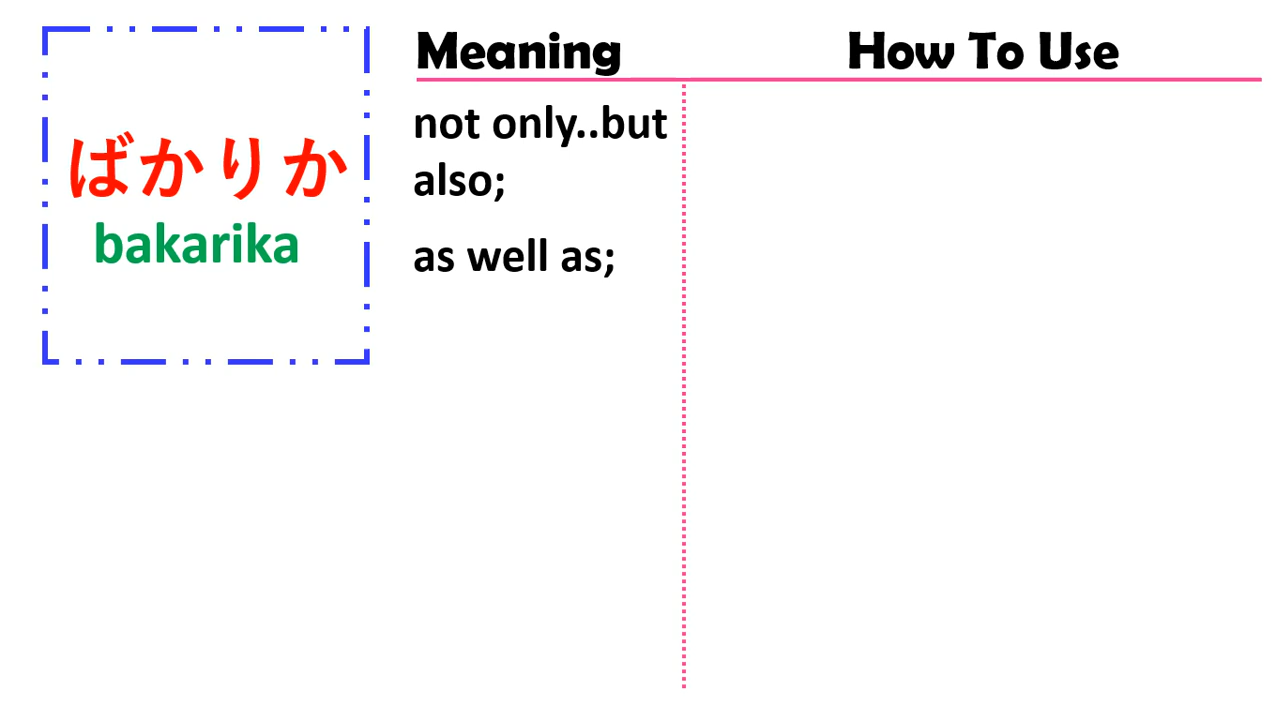 ばかりか
bakarika
Meaning
How To Use
not only..but
also;
as well as;